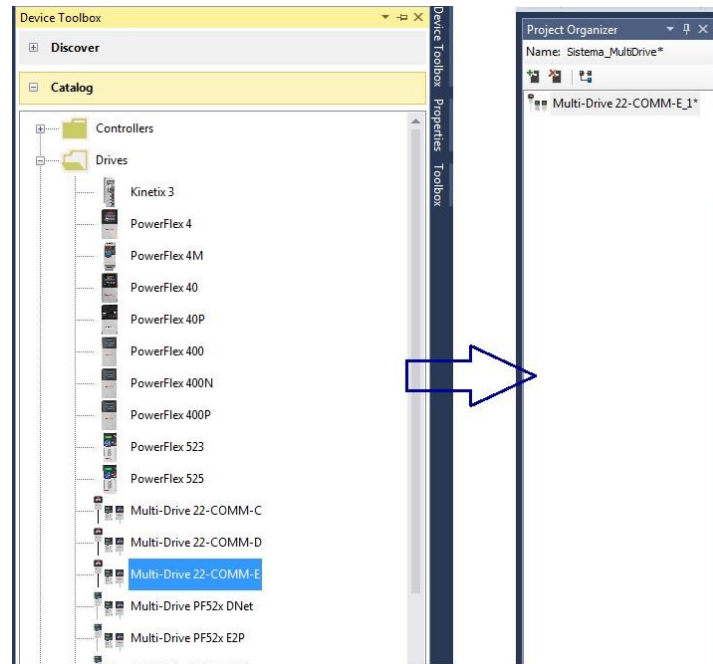 Device Toolbox
Discover
Catalog
Controllers
Drives
Kinetix 3
PowerFlex 4
PowerFlex 4M
PowerFlex 40
PowerFlex 40P
PowerFlex 400
PowerFlex 400N
PowerFlex 400P
PowerFlex 523
PowerFlex 525
Multi-Drive 22-COMM-C
Multi-Drive 22-COMM-D
Multi-Drive 22-COMM-E
Multi-Drive PF52x DNet
Multi-Drive PF52x E2P
Device Toolbox
Properties
Toolbox
Project Organizer
Name: Sistema_MultiDrive*
Multi-Drive 22-COMM-E_1*